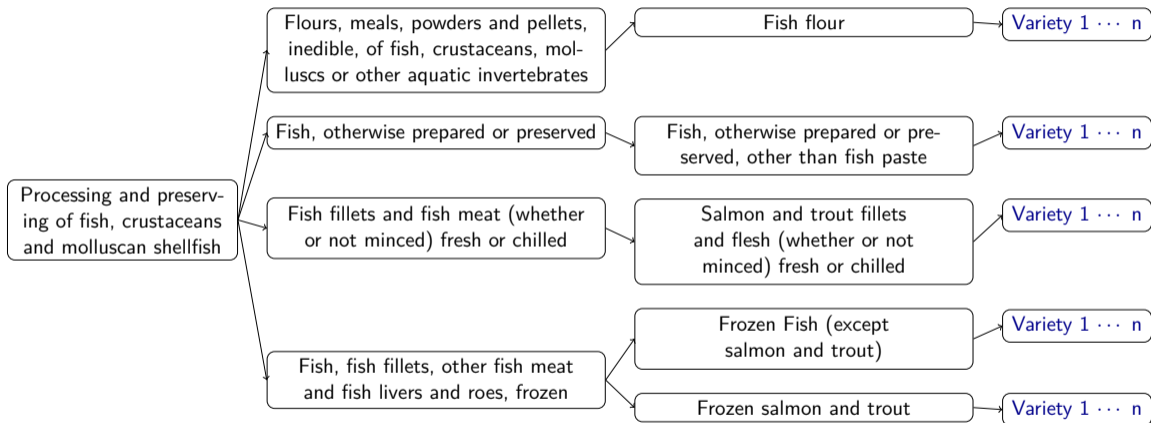 Processing and preserv-
ing of fish, crustaceans
and molluscan shellfish
Flours, meals, powders and pellets,
inedible, of fish, crustaceans, mol-
luscs or other aquatic invertebrates
Fish flour
Variety 1 ··· n
Fish, otherwise prepared or preserved
Fish, otherwise prepared or pre-
served, other than fish paste
Variety 1 ··· n
Fish fillets and fish meat (whether
or not minced) fresh or chilled
Salmon and trout fillets
and flesh (whether or not
minced) fresh or chilled
Variety 1 ··· n
Fish, fish fillets, other fish meat
and fish livers and roes, frozen
Frozen Fish (except
salmon and trout)
Variety 1 ··· n
Frozen salmon and trout
Variety 1 ··· n